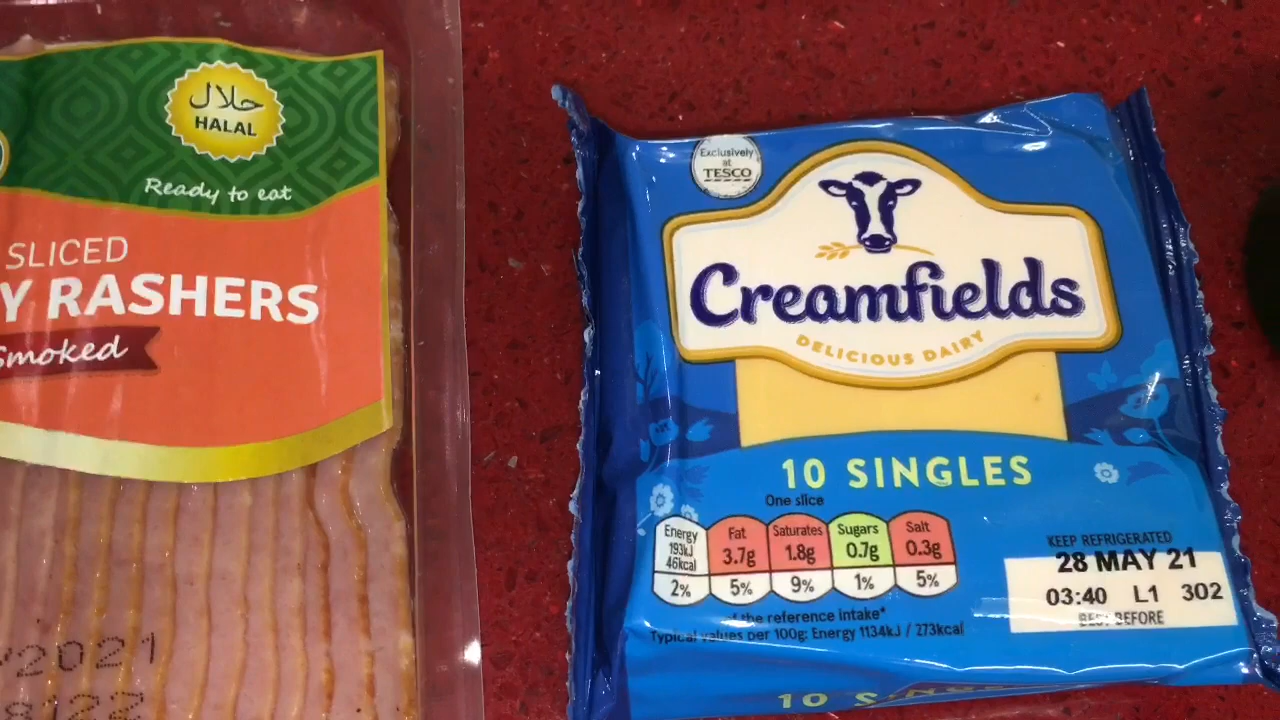 حلال
HALAL
Ready to eat
SLICED
Y RASHERS
Smoked
2021
Exclusively
at
TESCO
Creamfields
DELICIOUS DAIRY
10 SINGLES
One slice
Energy
193kJ
46kcal
2%
Fat
3.7g
5%
Saturates
1.8g
9%
Sugars
0.7g
1%
Salt
0.3g
5%
of the reference intake*
Typical values per 100g: Energy 1134kJ / 273kcal
KEEP REFRIGERATED
28 MAY 21
03:40 L1 302
BEST BEFORE
10